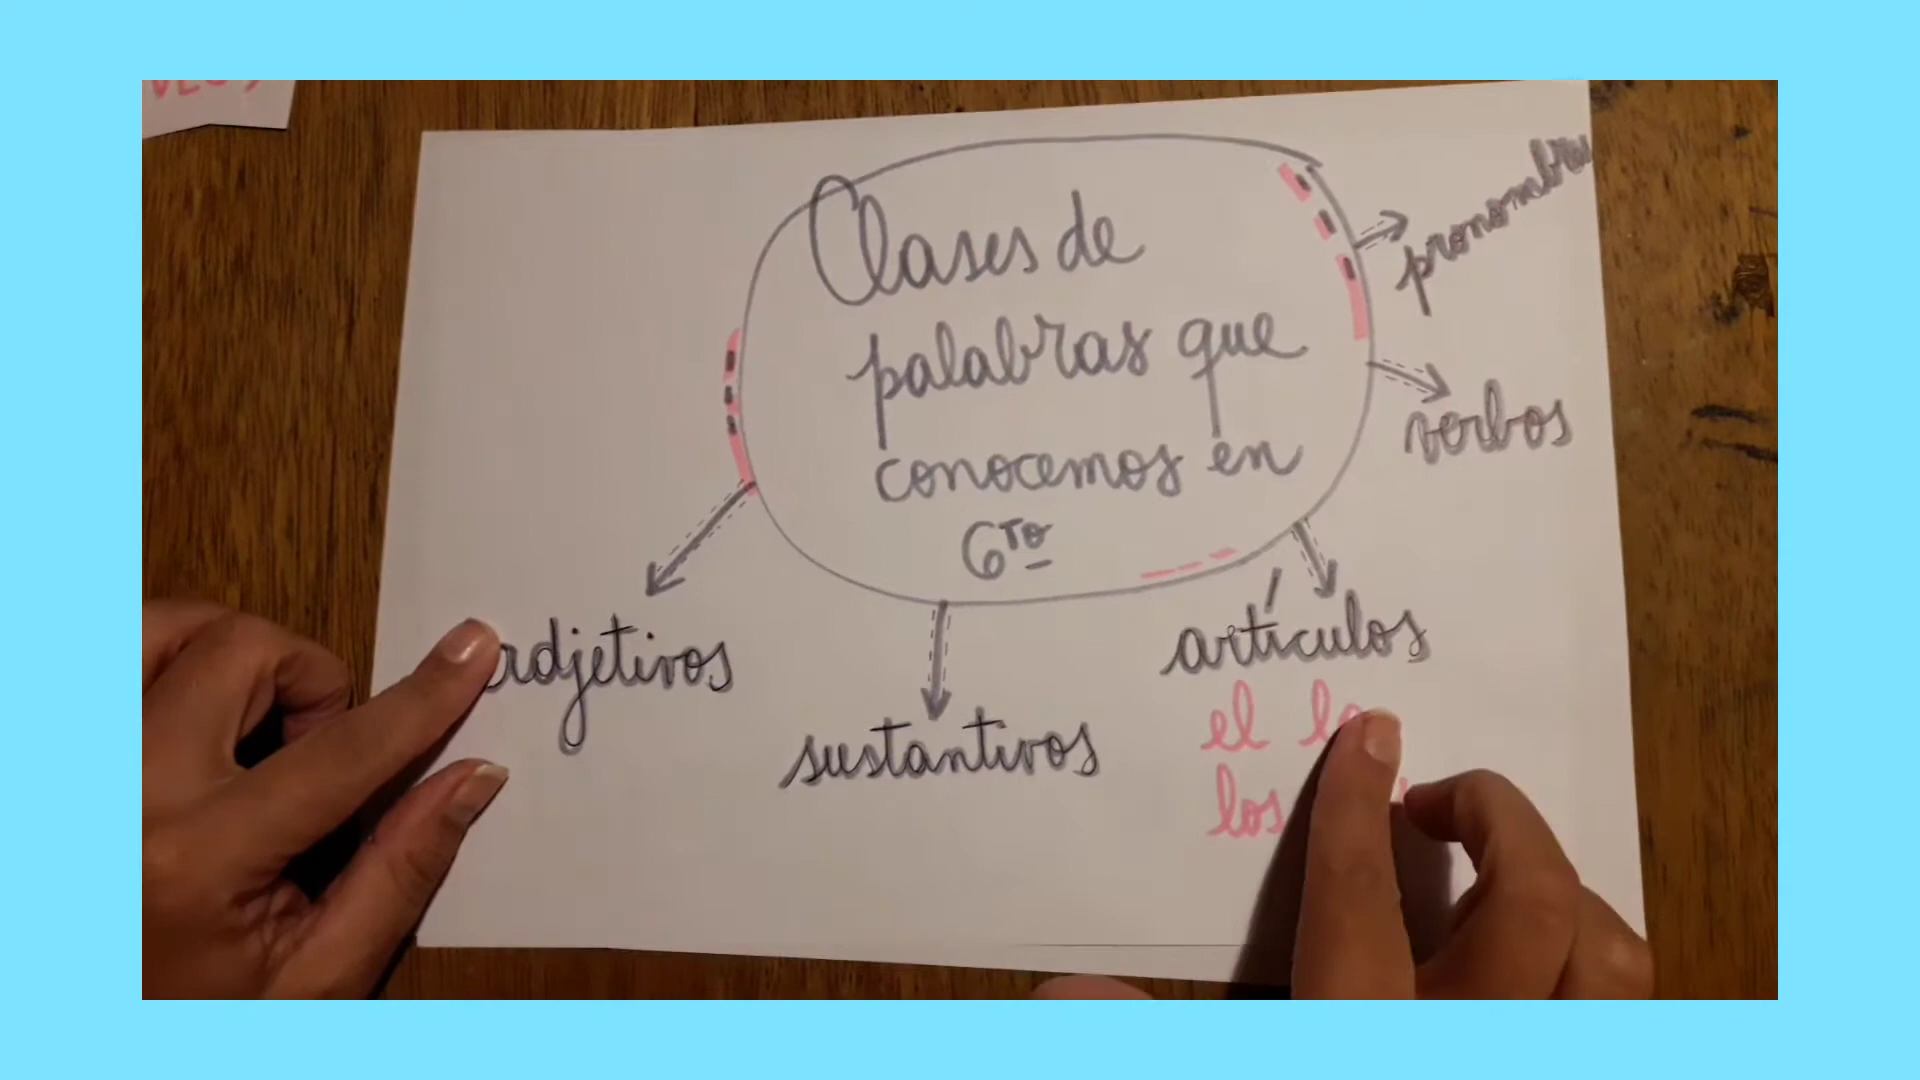 Clases de
palabras que
conocemos en
6to
pronombres
verbos
artículos
el
los
sustantivos
adjetivos